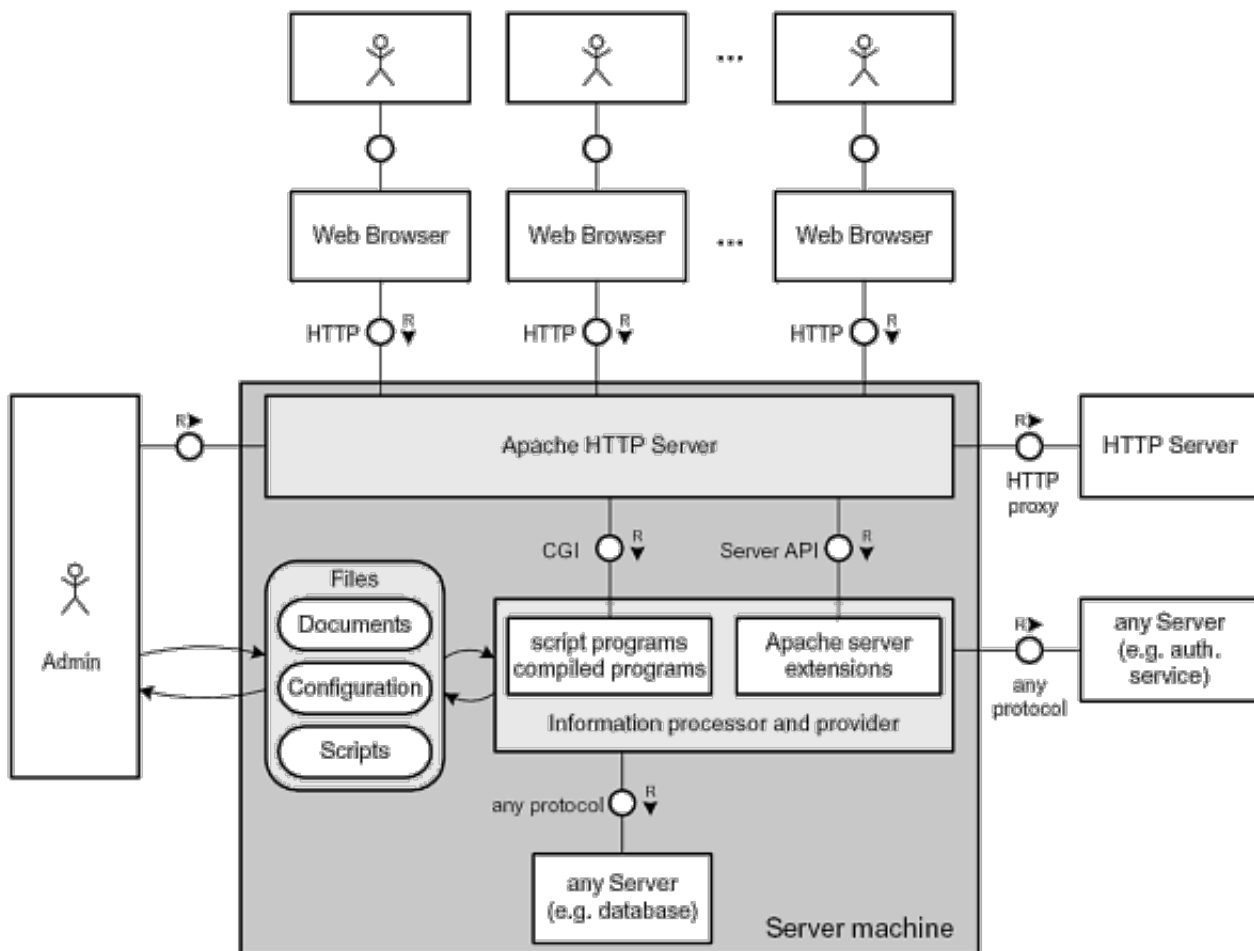 ...
Web Browser
Web Browser
...
Web Browser
HTTP
R
HTTP
R
HTTP
R
R
Apache HTTP Server
R
HTTP Server
HTTP
proxy
CGI
R
Server API
R
Files
Documents
Configuration
Scripts
Admin
script programs
compiled programs
Apache server
extensions
Information processor and provider
R
any Server
(e.g. auth.
service)
any
protocol
any protocol
R
any Server
(e.g. database)
Server machine